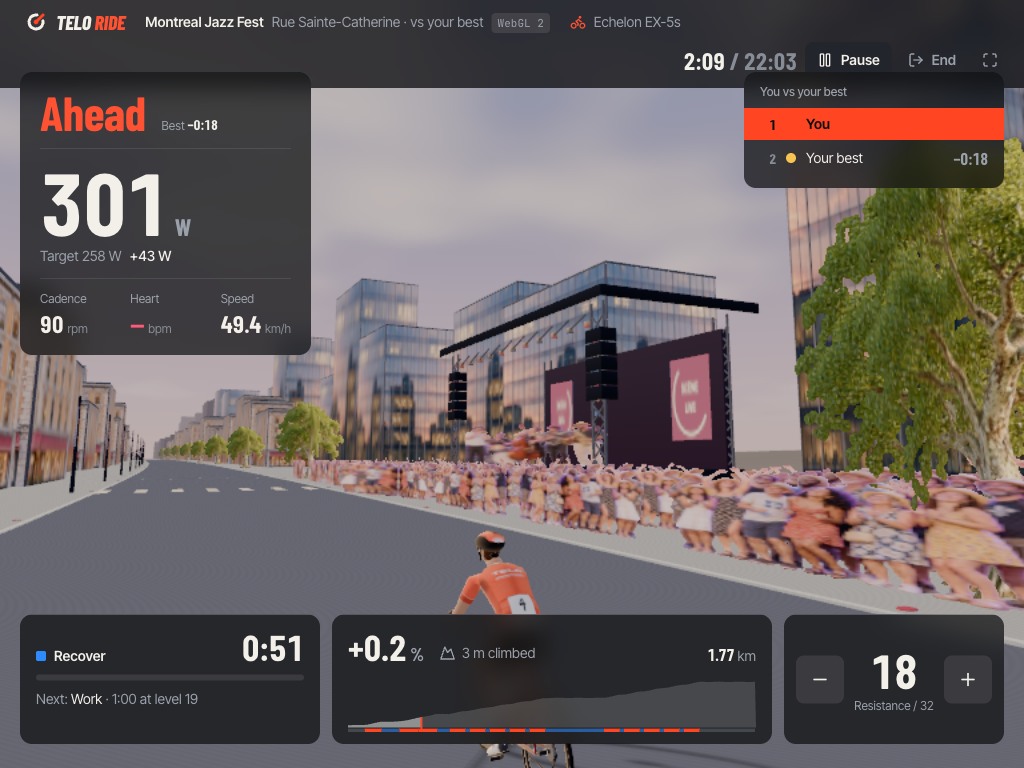 TELO RIDE Montreal Jazz Fest Rue Sainte-Catherine · vs your best WebGL 2 Echelon EX-5s
2:09 / 22:03 Pause End
Ahead Best −0:18
301 W
Target 258 W +43 W
Cadence Heart Speed
90 rpm — bpm 49.4 km/h
You vs your best
1 You
2 Your best −0:18
4
Recover 0:51
Next: Work · 1:00 at level 19
+0.2 % 3 m climbed 1.77 km
− 18 +
Resistance / 32